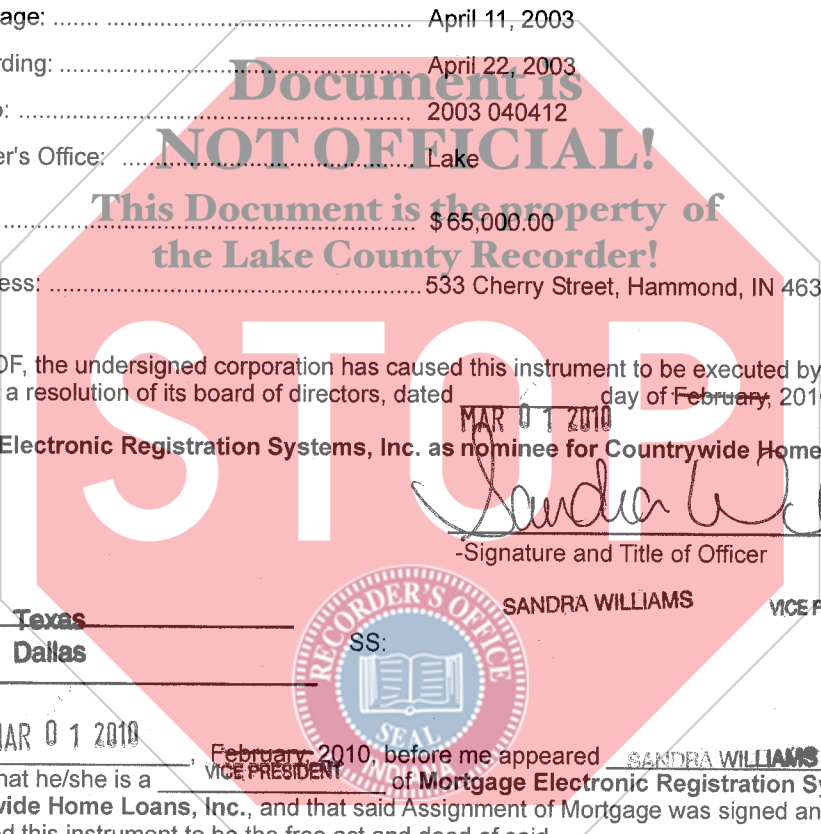 age: ...... ................................................ April 11, 2003
Document is
rding: ...................................................... April 22, 2003
o: ............................................................ 2003 040412
NOT OFFICIAL!
er's Office: ............................................ Lake
This Document is the property of
............................................................... $65,000.00
the Lake County Recorder!
ess: ........................................................ 533 Cherry Street, Hammond, IN 463
STOP
OF, the undersigned corporation has caused this instrument to be executed by
a resolution of its board of directors, dated ____________ day of February, 201
MAR 01 2010
Electronic Registration Systems, Inc. as nominee for Countrywide Home
Sandra W
-Signature and Title of Officer
SANDRA WILLIAMS VICE P
RECORDER'S OFFICE
Texas
SS:
Dallas
SEAL
MAR 01 2010
, February, 2010, before me appeared SANDRA WILLIAMS
hat he/she is a VICE PRESIDENT of Mortgage Electronic Registration Sy
wide Home Loans, Inc., and that said Assignment of Mortgage was signed an
d this instrument to be the free act and deed of said